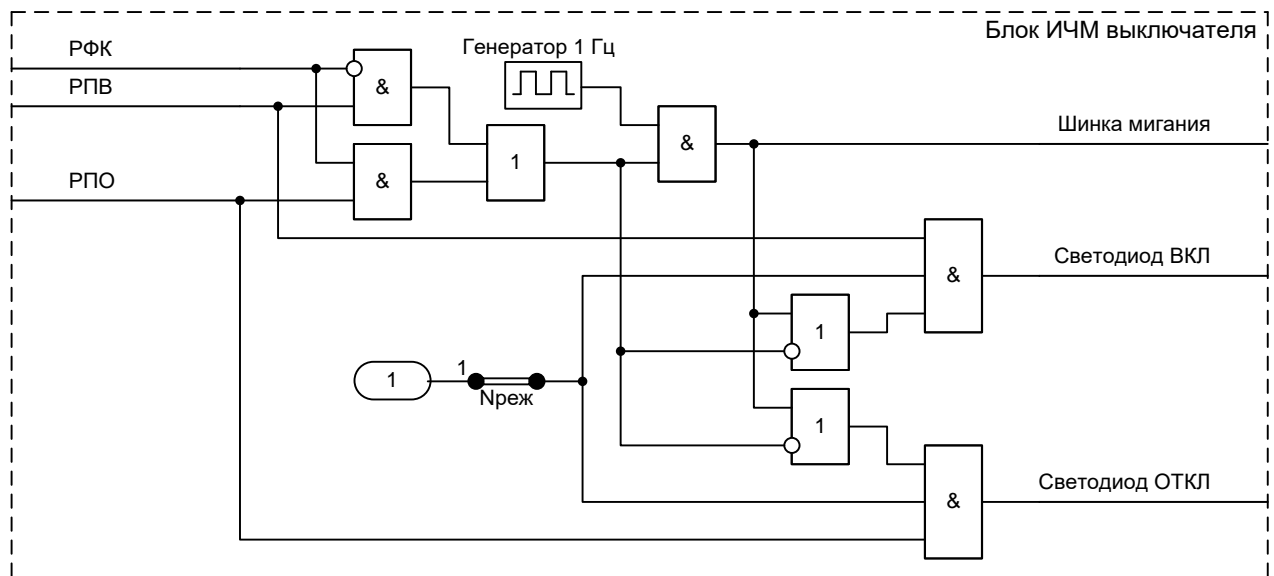 Блок ИЧМ выключателя
РФК
Генератор 1 Гц
&
РПВ
Шинка мигания
&
1
&
РПО
Светодиод ВКЛ
&
1
1
1
Nреж
1
Светодиод ОТКЛ
&